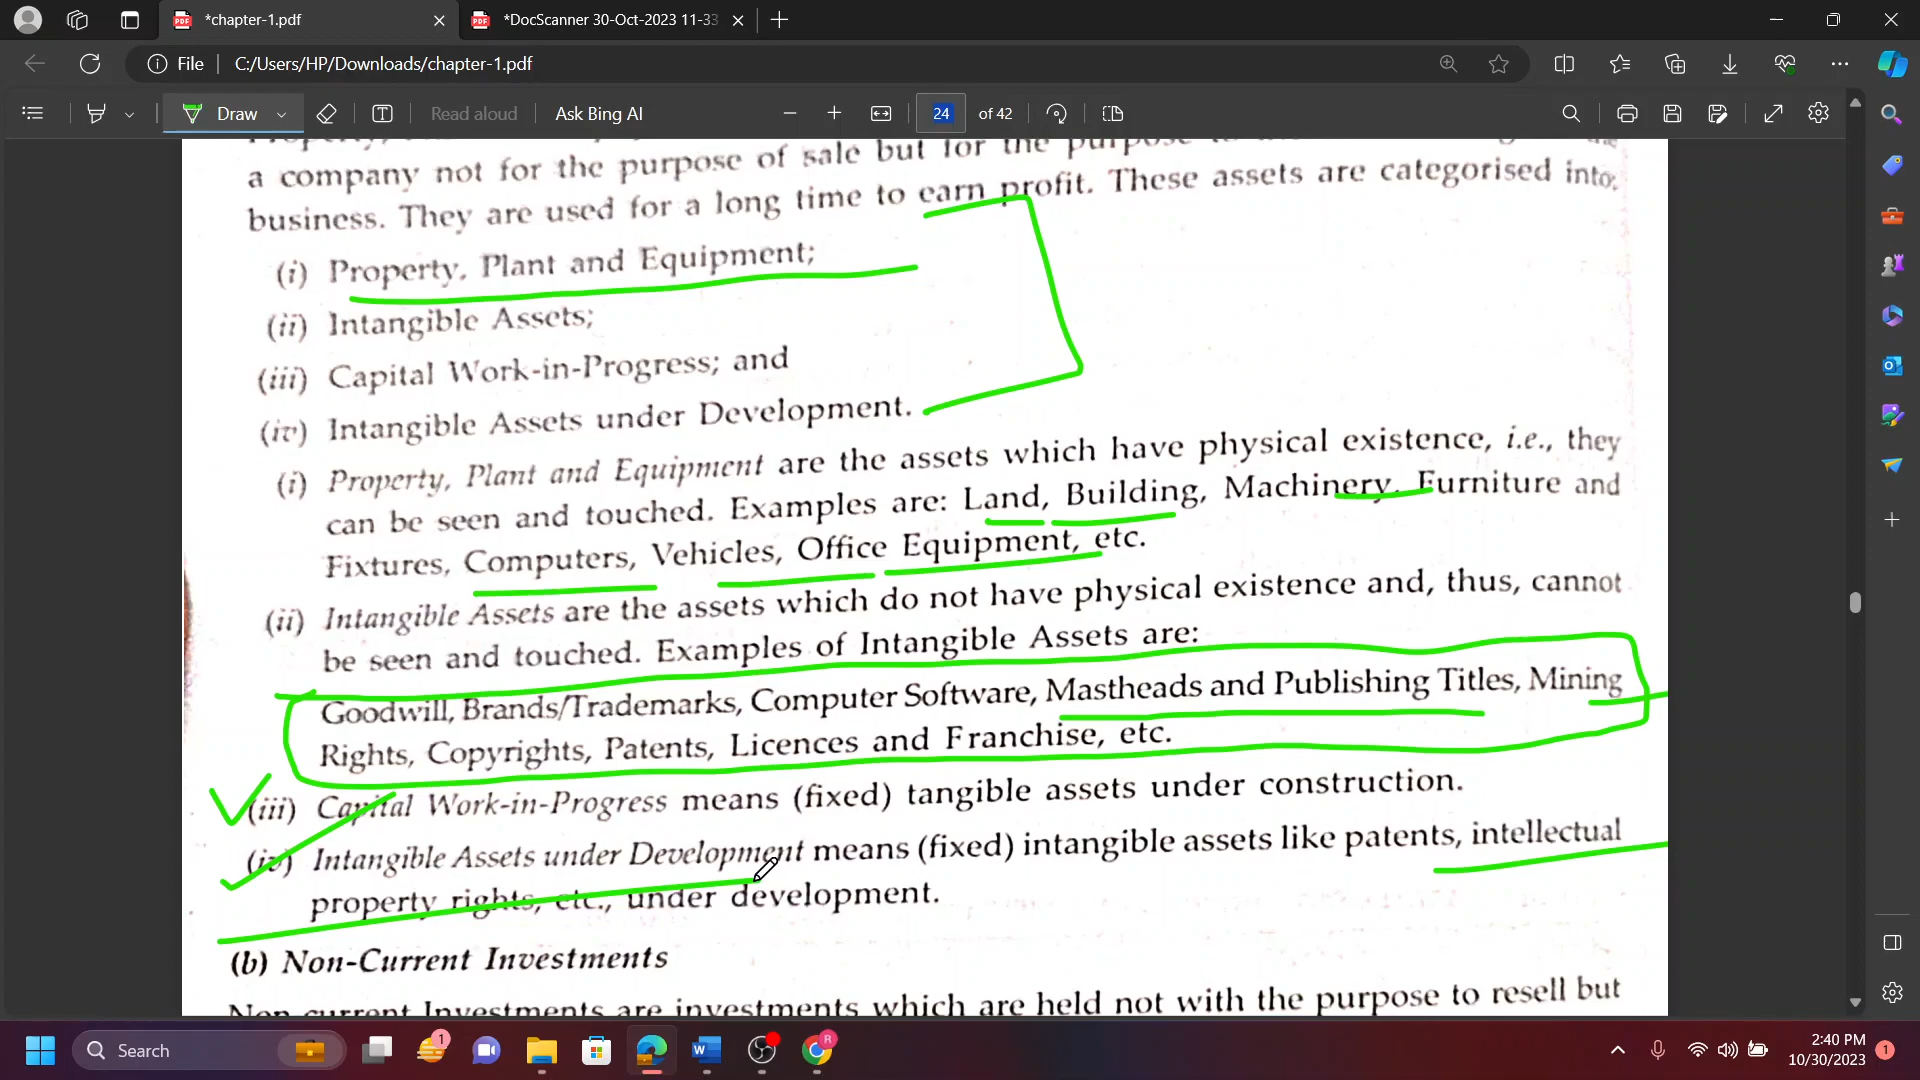 *chapter-1.pdf
*DocScanner 30-Oct-2023 11-33
File
C:/Users/HP/Downloads/chapter-1.pdf
Draw
Read aloud
Ask Bing AI
24
of 42
a company not for the purpose of sale but for the
business. They are used for a long time to earn profit. These assets are categorised into:
(i) Property, Plant and Equipment;
(ii) Intangible Assets;
(iii) Capital Work-in-Progress; and
(iv) Intangible Assets under Development.
(i) Property, Plant and Equipment are the assets which have physical existence, i.e., they
can be seen and touched. Examples are: Land, Building, Machinery, Furniture and
Fixtures, Computers, Vehicles, Office Equipment, etc.
(ii) Intangible Assets are the assets which do not have physical existence and, thus, cannot
be seen and touched. Examples of Intangible Assets are:
Goodwill, Brands/Trademarks, Computer Software, Mastheads and Publishing Titles, Mining
Rights, Copyrights, Patents, Licences and Franchise, etc.
(iii) Capital Work-in-Progress means (fixed) tangible assets under construction.
(iv) Intangible Assets under Development means (fixed) intangible assets like patents, intellectual
property rights, etc., under development.
(b) Non-Current Investments
Non-current Investments are investments which are held not with the purpose to resell but
Search
1
R
2:40 PM
10/30/2023
1